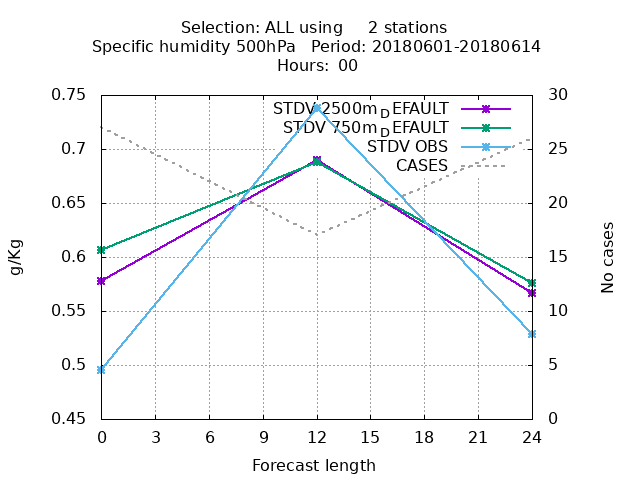 Selection: ALL using     2 stations
Specific humidity 500hPa   Period: 20180601-20180614
Hours: 00
0.75
0.7
0.65
0.6
0.55
0.5
0.45
30
25
20
15
10
5
0
STDV 2500m_DEFAULT
STDV 750m_DEFAULT
STDV OBS
CASES
g/Kg
No cases
0 3 6 9 12 15 18 21 24
Forecast length